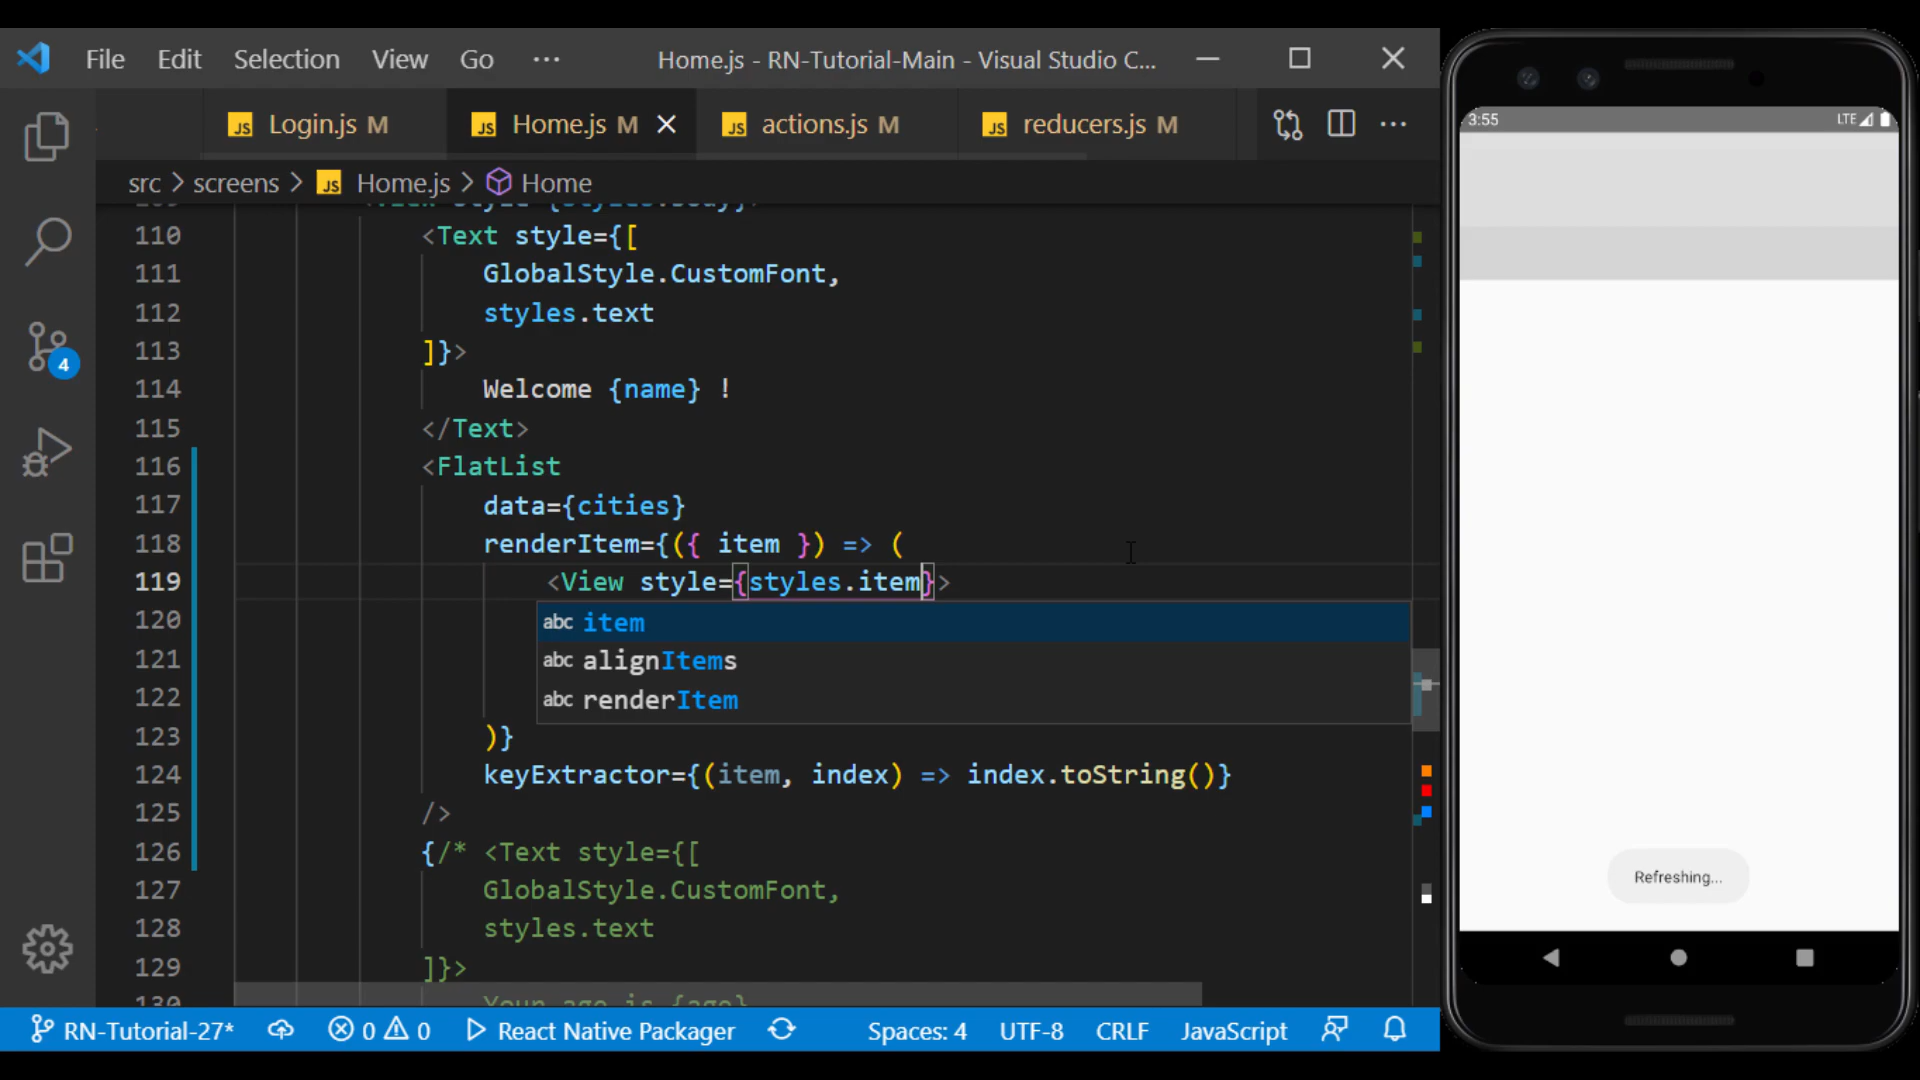 File Edit Selection View Go ··· Home.js - RN-Tutorial-Main - Visual Studio C...
JS Login.js M JS Home.js M JS actions.js M JS reducers.js M ···
src > screens > JS Home.js > Home
110 <Text style={[
111 GlobalStyle.CustomFont,
112 styles.text
113 ]}>
114 Welcome {name} !
115 </Text>
116 <FlatList
117 data={cities}
118 renderItem={({ item }) => (
119 <View style={styles.item}>
120 abc item
121 abc alignItems
122 abc renderItem
123 )}
124 keyExtractor={(item, index) => index.toString()}
125 />
126 {/* <Text style={[
127 GlobalStyle.CustomFont,
128 styles.text
129 ]}>
130 Your age is {age}
4
RN-Tutorial-27* 0 0 React Native Packager Spaces: 4 UTF-8 CRLF JavaScript
3:55 LTE
Refreshing...